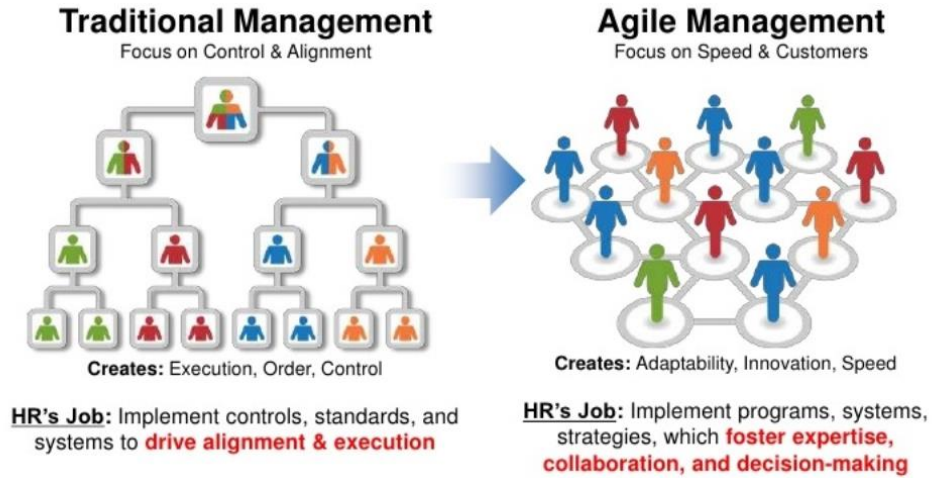 Traditional Management
Focus on Control & Alignment
Creates: Execution, Order, Control
HR's Job: Implement controls, standards, and
systems to drive alignment & execution
Agile Management
Focus on Speed & Customers
Creates: Adaptability, Innovation, Speed
HR's Job: Implement programs, systems,
strategies, which foster expertise,
collaboration, and decision-making